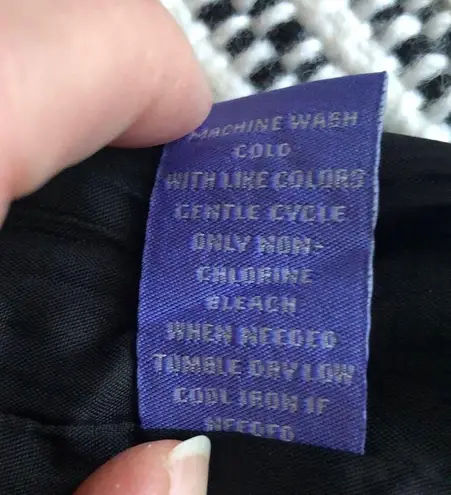 MACHINE WASH
COLD
WITH LIKE COLORS
GENTLE CYCLE
ONLY NON-
CHLORINE
BLEACH
WHEN NEEDED
TUMBLE DRY LOW
COOL IRON IF
NEEDED